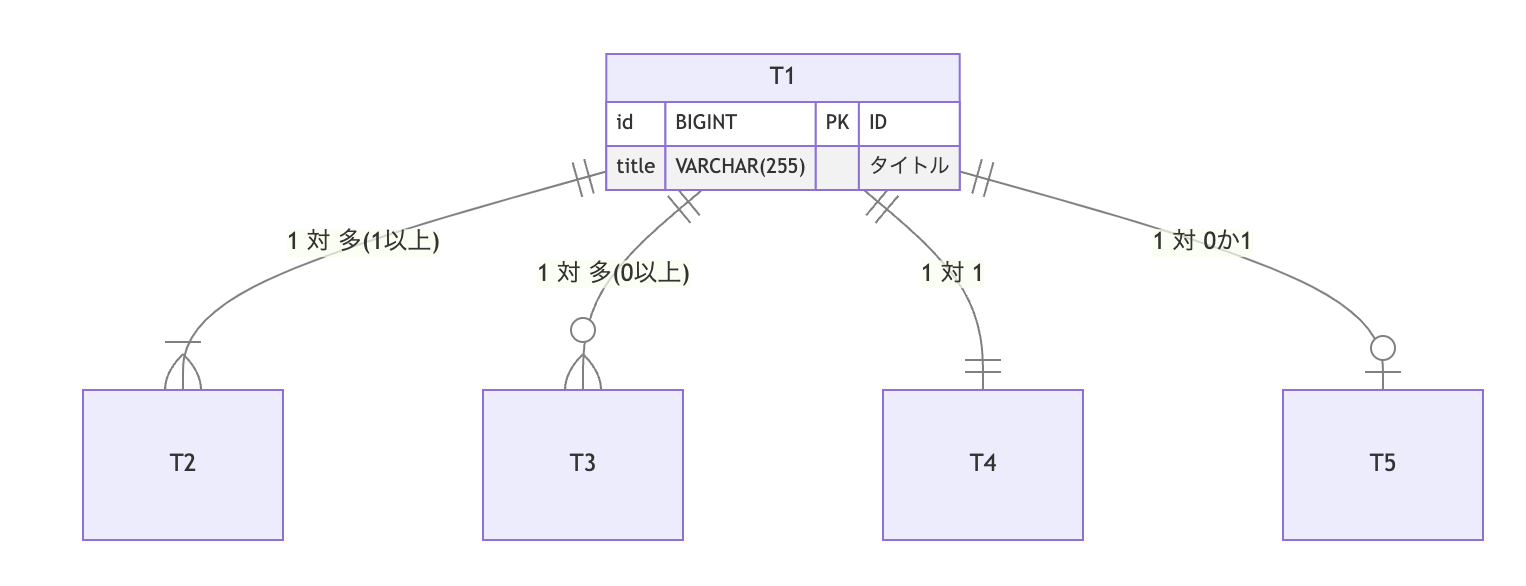 T1
id BIGINT PK ID
title VARCHAR(255) タイトル
1 対 多(1以上)
1 対 0か1
1 対 多(0以上)
1 対 1
T2
T3
T4
T5